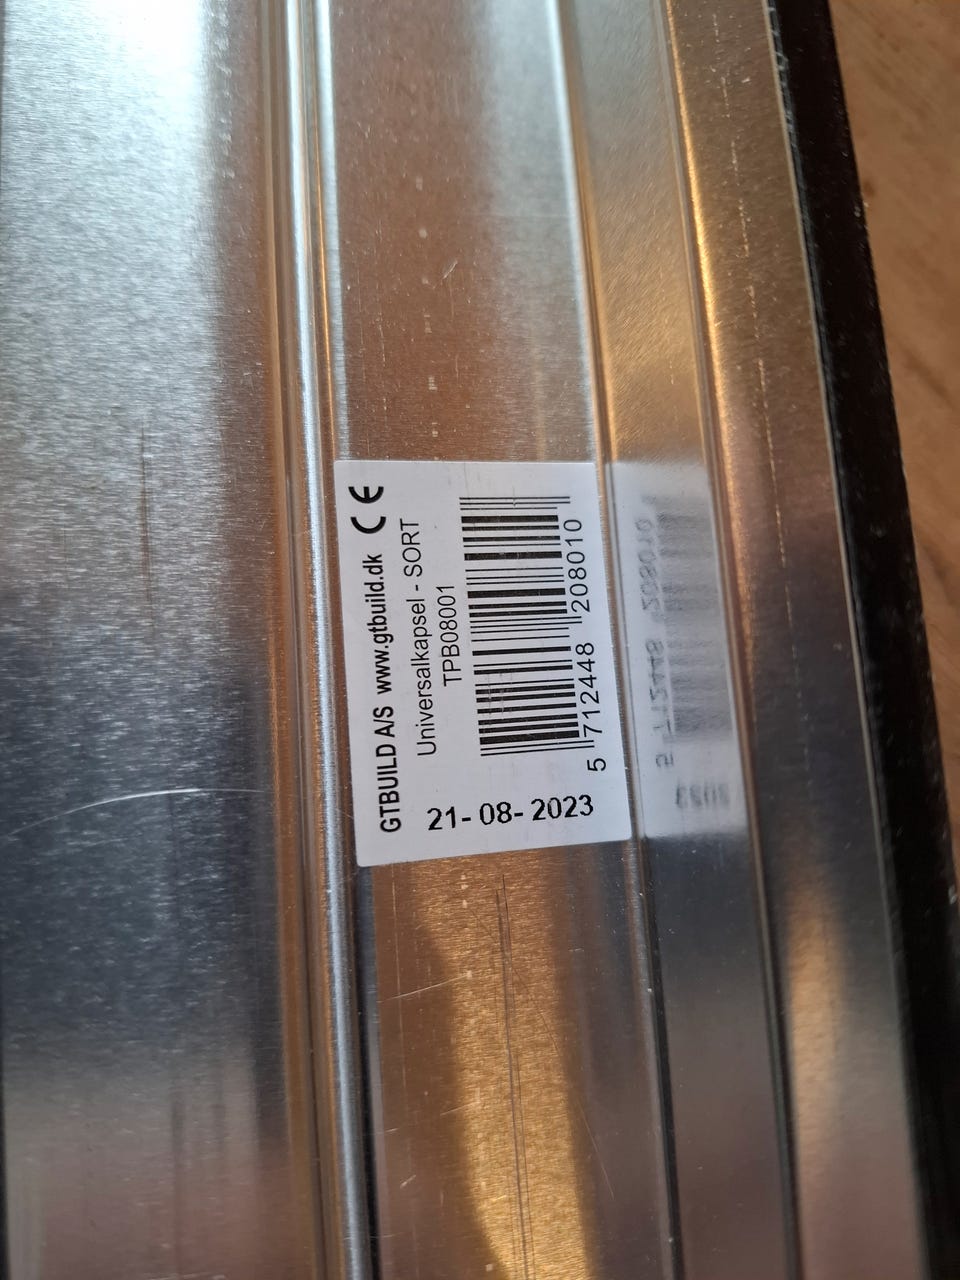 GTBUILD A/S www.gtbuild.dk CE
Universalkapsel - SORT
TPB08001
5 712448 208010
21-08-2023